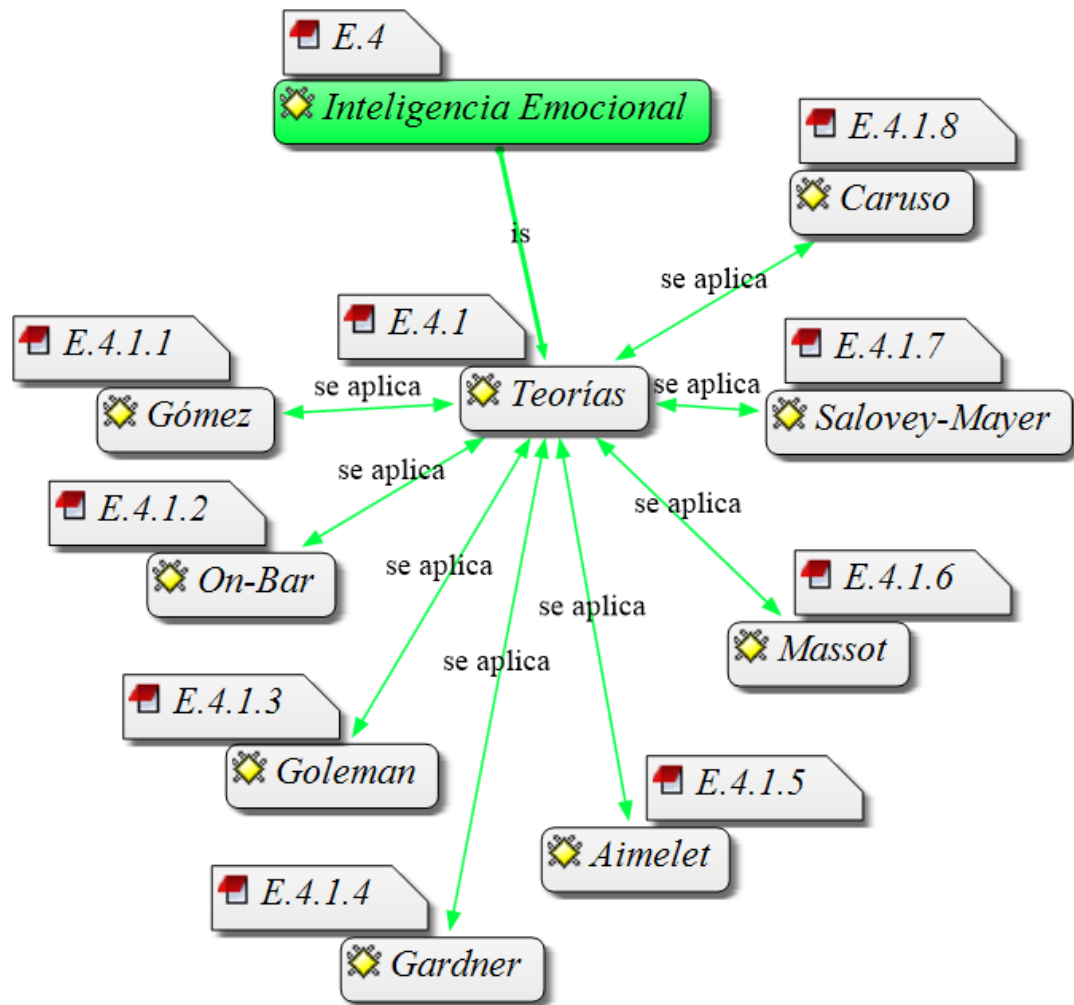 E.4
Inteligencia Emocional
E.4.1.8
Caruso
is
se aplica
E.4.1
Teorías
E.4.1.1
Gómez
se aplica
se aplica
E.4.1.7
Salovey-Mayer
se aplica
E.4.1.2
On-Bar
se aplica
E.4.1.6
Massot
se aplica
E.4.1.3
Goleman
se aplica
E.4.1.5
Aimelet
se aplica
E.4.1.4
Gardner